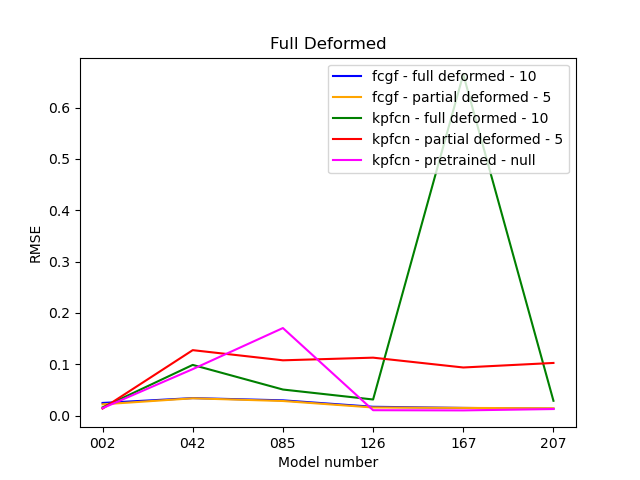 Full Deformed
fcgf - full deformed - 10
fcgf - partial deformed - 5
kpfcn - full deformed - 10
kpfcn - partial deformed - 5
kpfcn - pretrained - null
RMSE
0.6
0.5
0.4
0.3
0.2
0.1
0.0
002 042 085 126 167 207
Model number